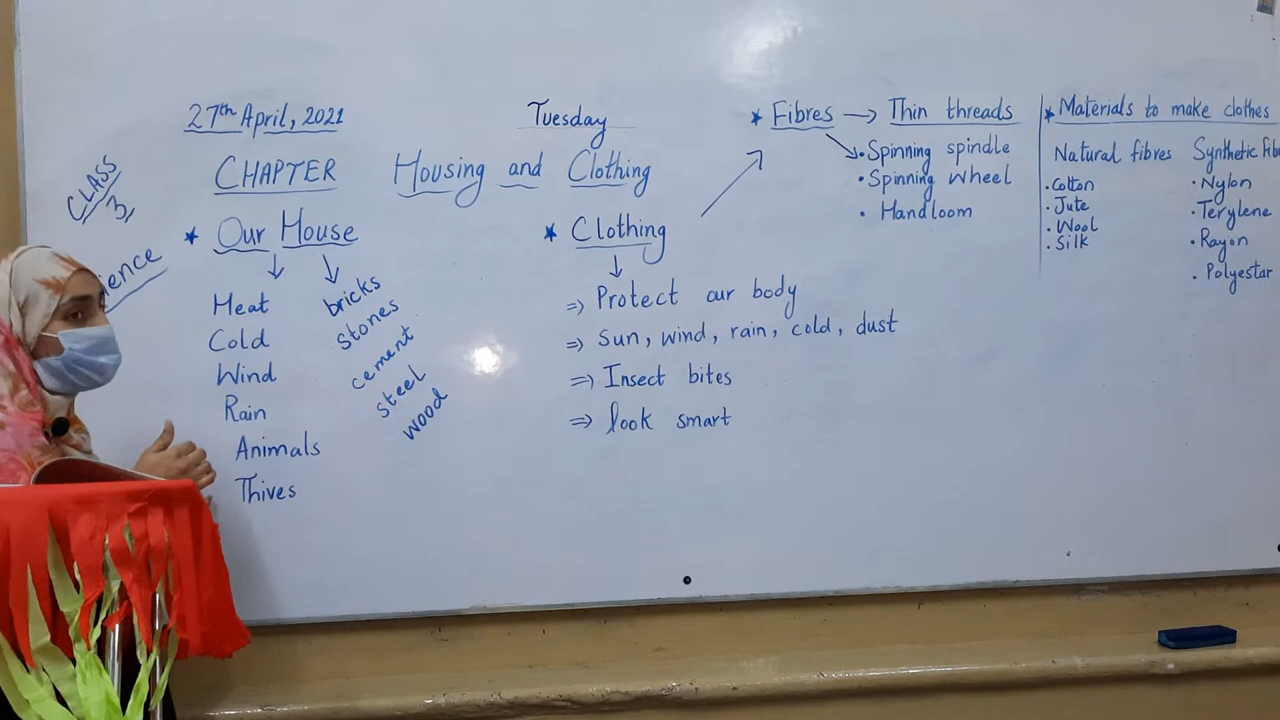 27th April, 2021
Tuesday
CLASS
3
CHAPTER Housing and Clothing
* Our House
Heat
Cold
Wind
Rain
Animals
Thives
bricks
stones
cement
steel
wood
* Clothing
⇒ Protect our body
⇒ Sun, wind, rain, cold, dust
⇒ Insect bites
⇒ look smart
* Fibres → Thin threads
• Spinning spindle
• Spinning wheel
• Handloom
* Materials to make clothes
Natural fibres
• Cotton
• Jute
• Wool
• Silk
Synthetic
• Nylon
• Terylene
• Rayon
• Polyestar